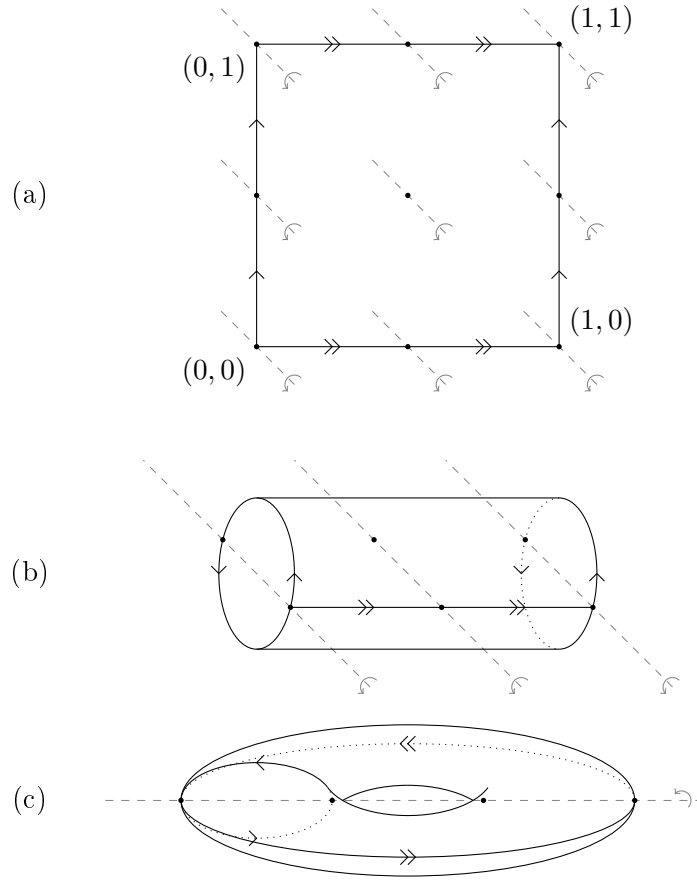 (1, 1)
(0, 1)
(a)
(1, 0)
(0, 0)
(b)
(c)